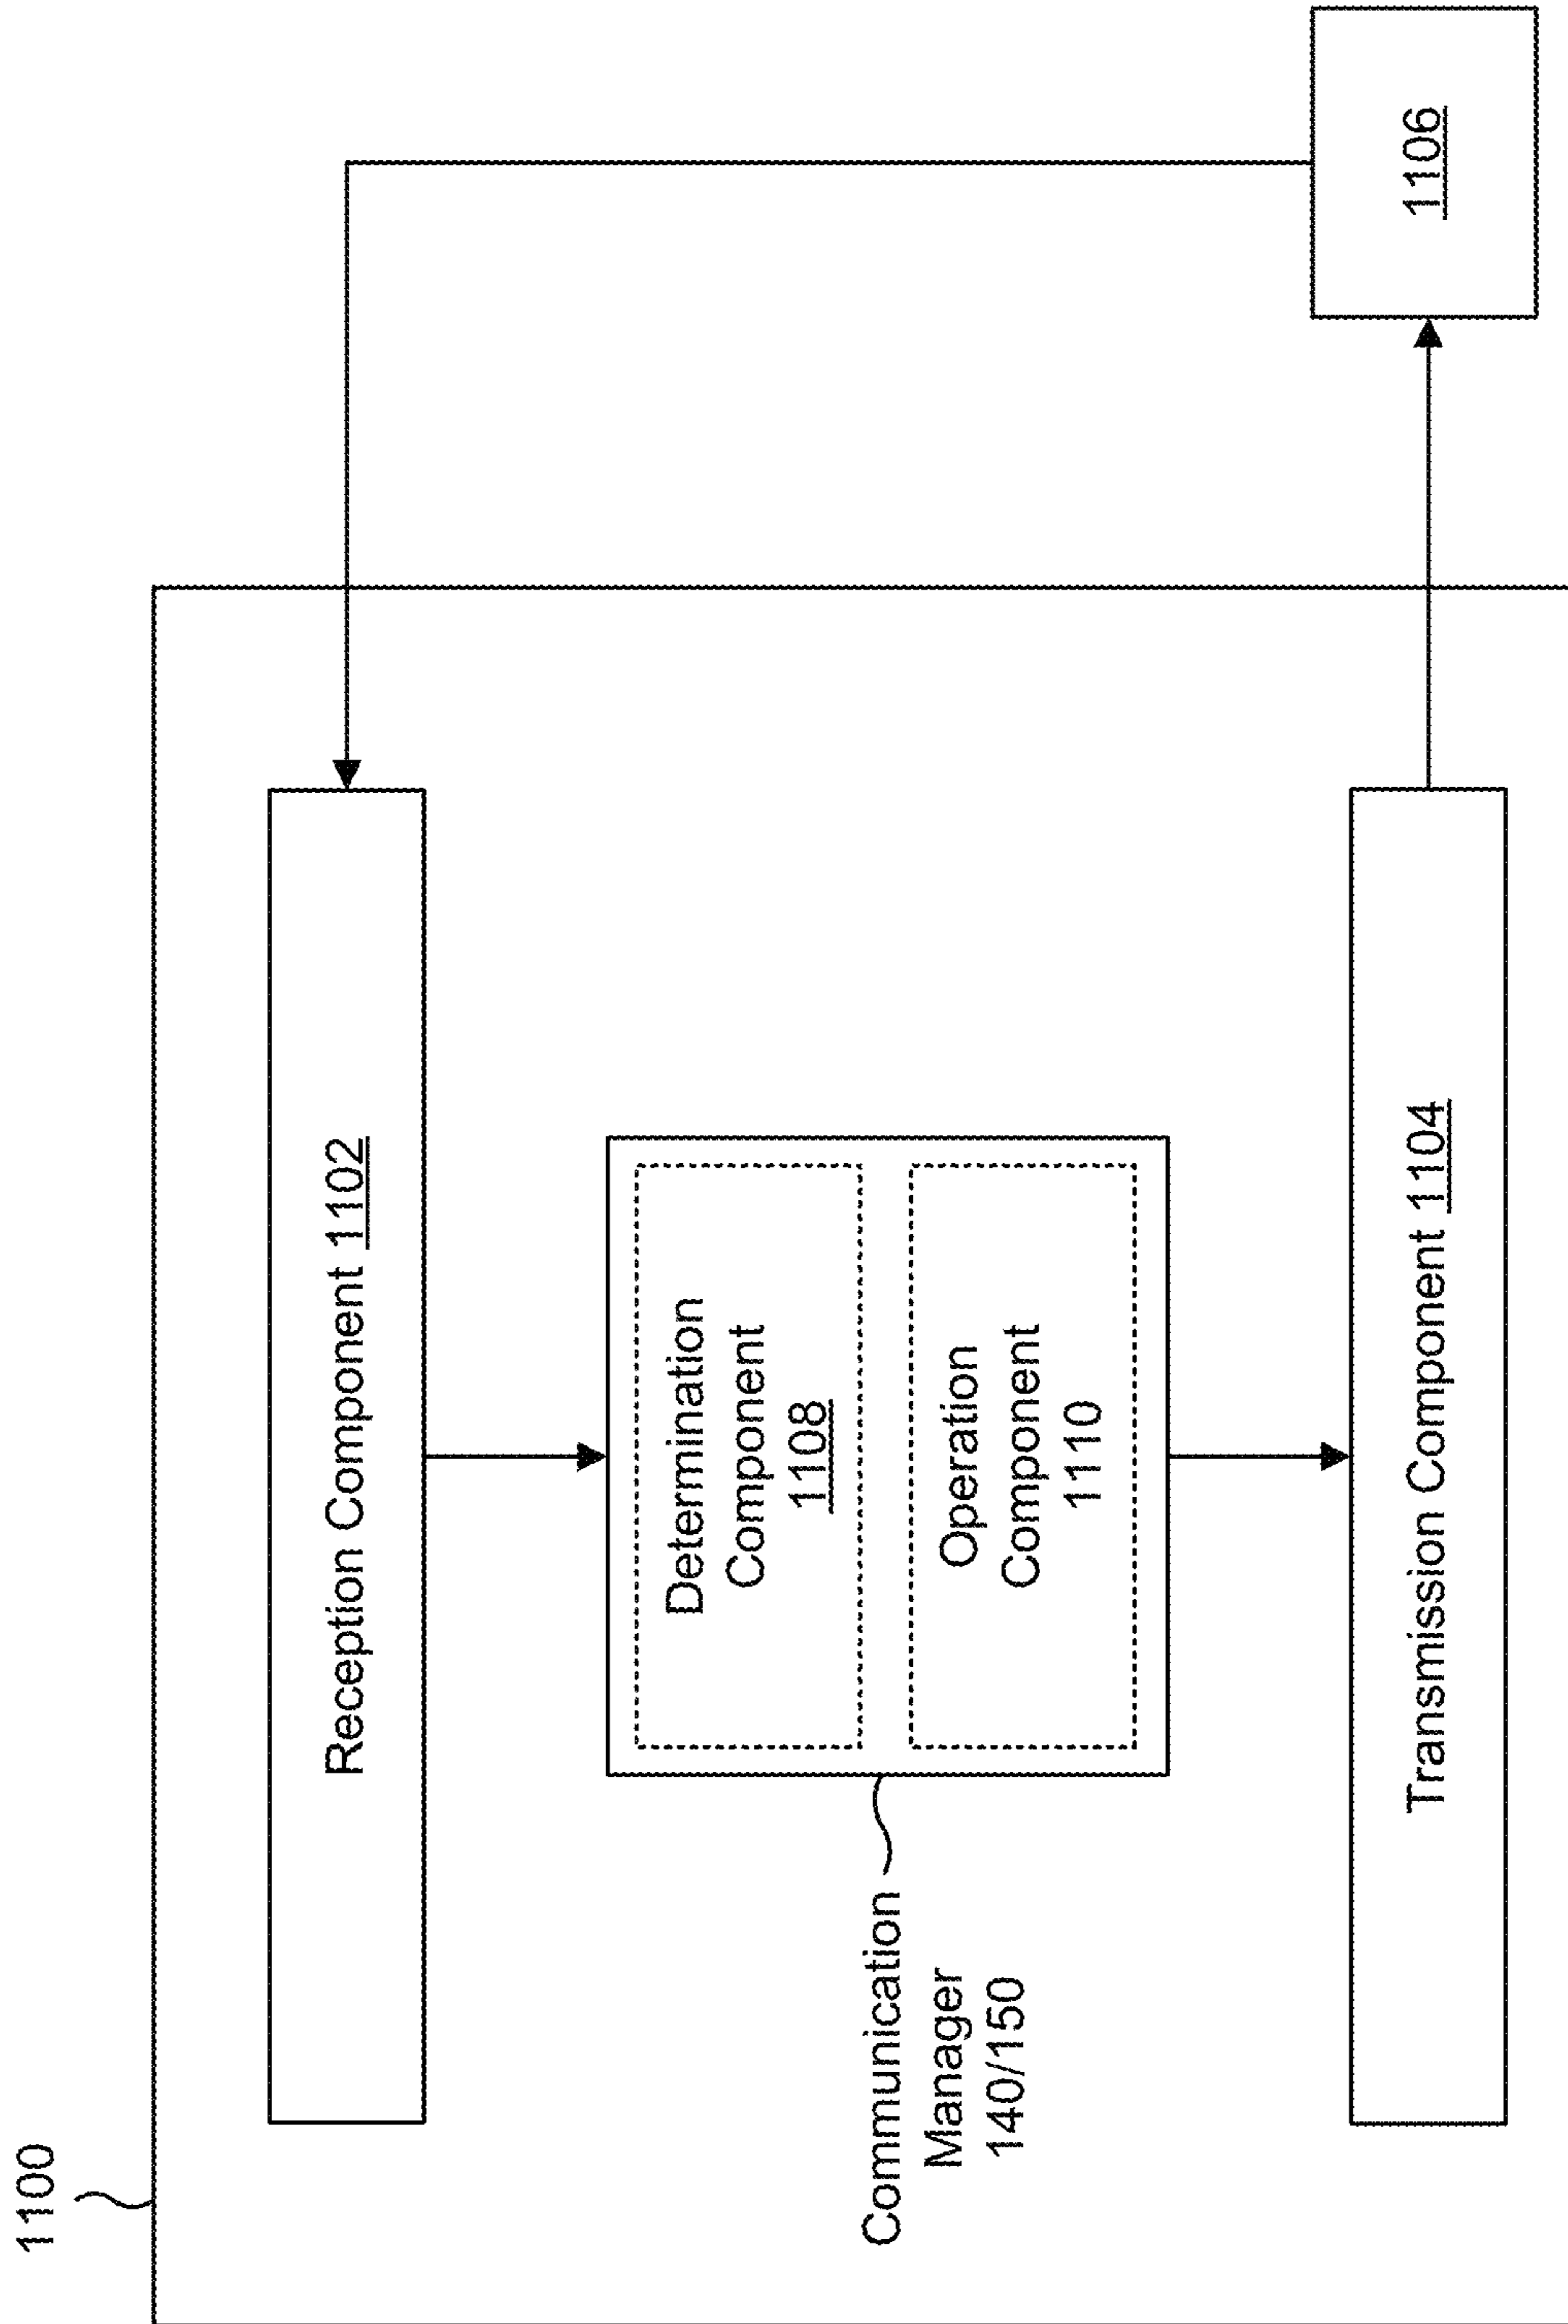 1100
Reception Component 1102
Determination
Component
1108
Operation
Component
1110
Communication
Manager
140/150
Transmission Component 1104
1106